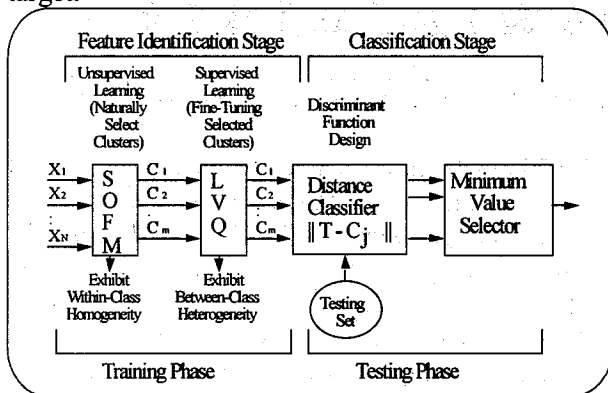 Feature Identification Stage
Classification Stage
Unsupervised
Learning
(Naturally
Select
Clusters)
Supervised
Learning
(Fine-Tuning
Selected
Clusters)
Discriminant
Function
Design
X1
X2
XN
S
O
F
M
C1
C2
Cm
L
V
Q
C1
C2
Cm
Distance
Classifier
||T-Cj ||
Minimum
Value
Selector
Exhibit
Within-Class
Homogeneity
Exhibit
Between-Class
Heterogeneity
Testing
Set
Training Phase
Testing Phase